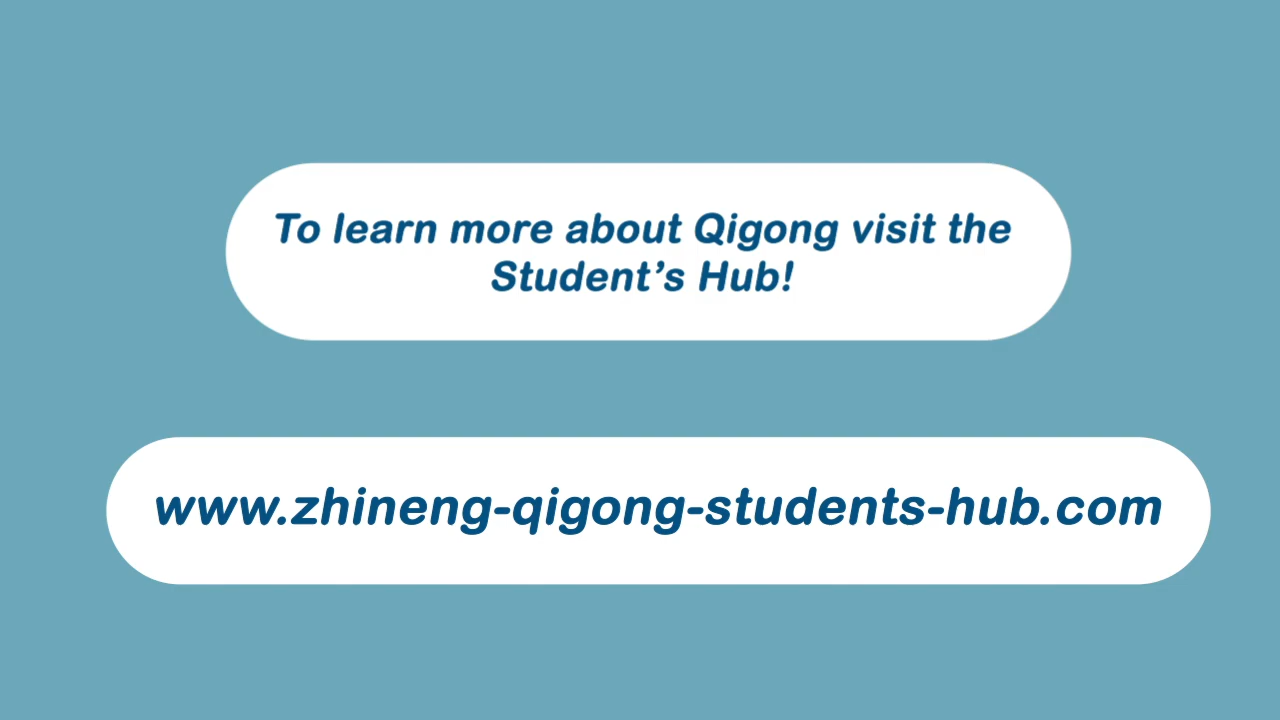 To learn more about Qigong visit the
Student’s Hub!
www.zhineng-qigong-students-hub.com